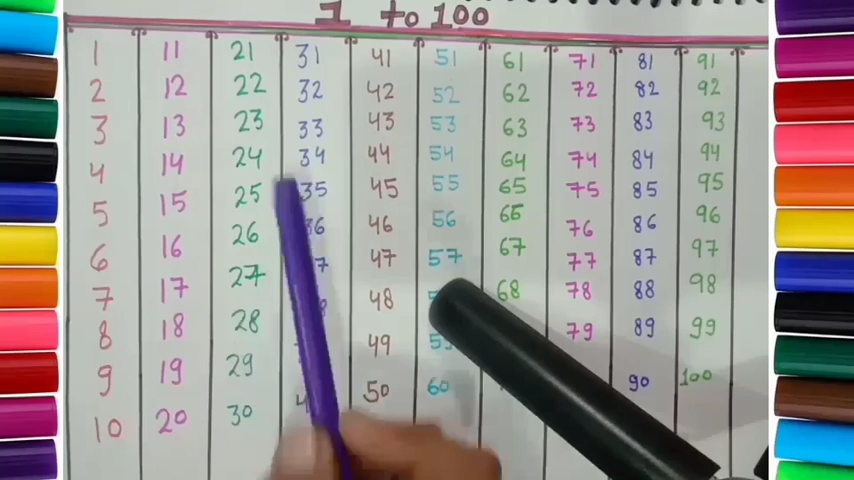 1 to 100
1 11 21 31 41 51 61 71 81 91
2 12 22 32 42 52 62 72 82 92
3 13 23 33 43 53 63 73 83 93
4 14 24 34 44 54 64 74 84 94
5 15 25 35 45 55 65 75 85 95
6 16 26 36 46 56 66 76 86 96
7 17 27 47 57 67 77 87 97
8 18 28 48 68 78 88 98
9 19 29 49 79 89 99
10 20 30 50 60 90 100